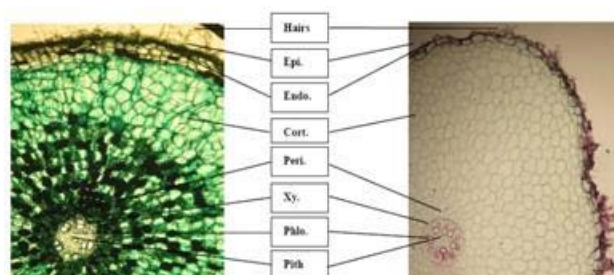 Hairs
Epi.
Endo.
Cort.
Peri.
Xy.
Phlo.
Pith